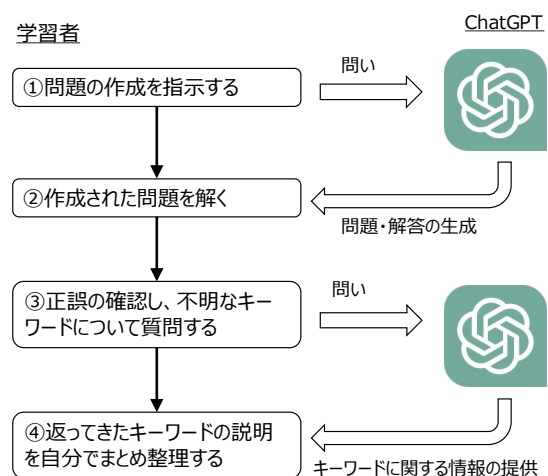 学習者
ChatGPT
①問題の作成を指示する
問い
②作成された問題を解く
問題・解答の生成
③正誤の確認し、不明なキー
ワードについて質問する
問い
④返ってきたキーワードの説明
を自分でまとめ整理する
キーワードに関する情報の提供